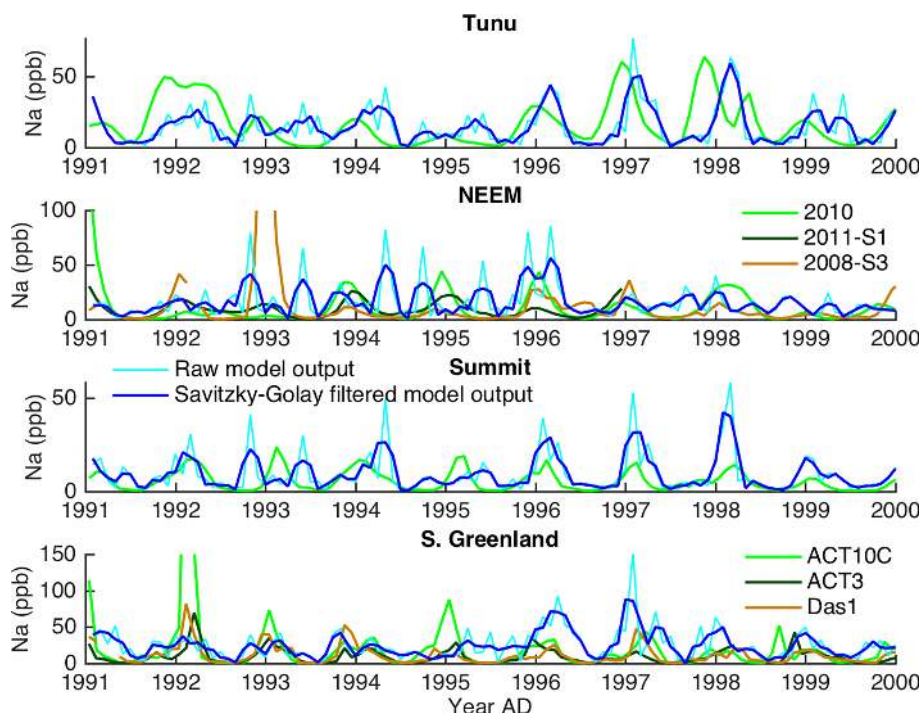 Tunu
Na (ppb)
50
0
1991 1992 1993 1994 1995 1996 1997 1998 1999 2000
NEEM
Na (ppb)
100
50
0
2010
2011-S1
2008-S3
1991 1992 1993 1994 1995 1996 1997 1998 1999 2000
Summit
Raw model output
Savitzky-Golay filtered model output
Na (ppb)
50
0
1991 1992 1993 1994 1995 1996 1997 1998 1999 2000
S. Greenland
Na (ppb)
150
100
50
0
ACT10C
ACT3
Das1
1991 1992 1993 1994 1995 1996 1997 1998 1999 2000
Year AD